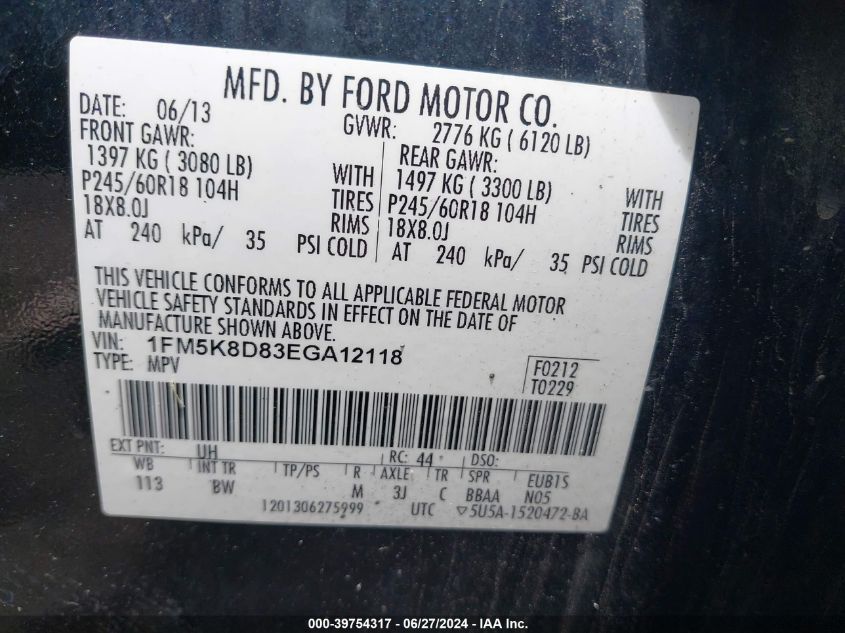 MFD. BY FORD MOTOR CO.
DATE: 06/13 GVWR: 2776 KG ( 6120 LB)
FRONT GAWR: REAR GAWR:
1397 KG ( 3080 LB) WITH 1497 KG ( 3300 LB) WITH
P245/60R18 104H TIRES P245/60R18 104H TIRES
18X8.0J RIMS 18X8.0J RIMS
AT 240 kPa/ 35 PSI COLD AT 240 kPa/ 35 PSI COLD
THIS VEHICLE CONFORMS TO ALL APPLICABLE FEDERAL MOTOR
VEHICLE SAFETY STANDARDS IN EFFECT ON THE DATE OF
MANUFACTURE SHOWN ABOVE.
VIN: 1FM5K8D83EGA12118
TYPE: MPV
F0212
T0229
EXT PNT: UH RC: 44 DSO:
WB INT TR TP/PS R AXLE TR SPR EUB1S
113 BW M 3J C BBAA N05
1201306275999 UTC ▽5U5A-1520472-BA
000-39754317 / 06/27/2024 - IAA Inc.